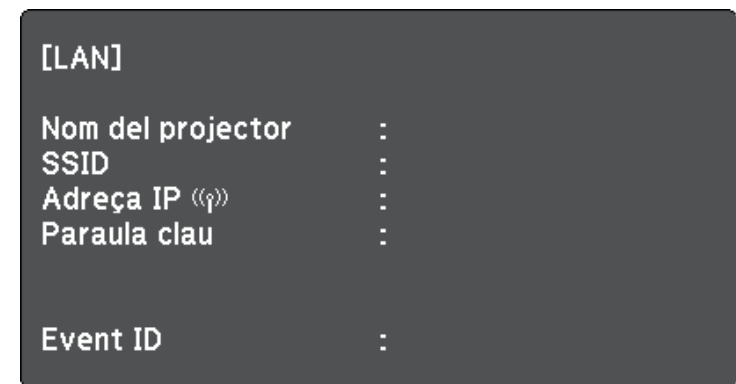 [LAN]
Nom del projector :
SSID :
Adreça IP :
Paraula clau :
Event ID :